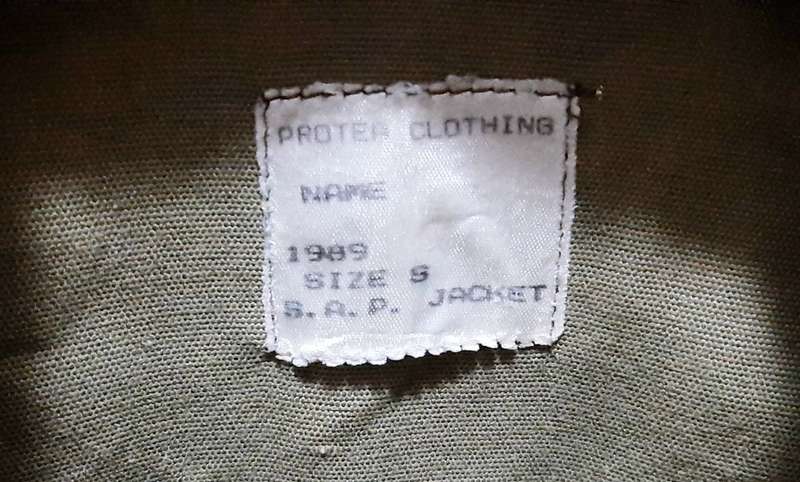 PROTEA CLOTHING
NAME
1989
SIZE S
S.A.P. JACKET